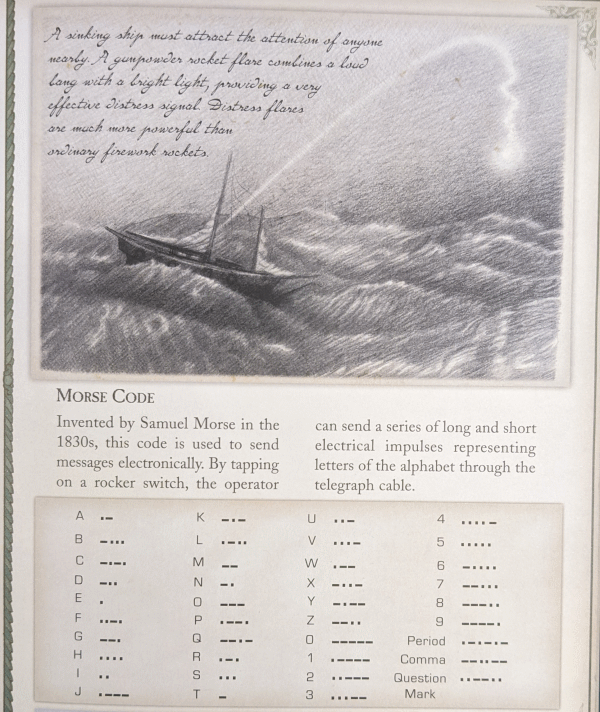 A sinking ship must attract the attention of anyone
nearby. A gunpowder rocket flare combines a loud
bang with a bright light, providing a very
effective distress signal. Distress flares
are much more powerful than
ordinary firework rockets.
MORSE CODE
Invented by Samuel Morse in the
1830s, this code is used to send
messages electronically. By tapping
on a rocker switch, the operator
can send a series of long and short
electrical impulses representing
letters of the alphabet through the
telegraph cable.
A .- K -.- U ..- 4 ....-
B -... L .-.. V ...- 5 .....
C -.-. M -- W .-- 6 -....
D -.. N -. X -..- 7 --...
E . O --- Y -.-- 8 ---..
F ..-. P .--. Z --.. 9 ----.
G --. Q --.- 0 ----- Period .-.-.-
H .... R .-. 1 .---- Comma --..--
I .. S ... 2 ..--- Question ..--..
J .--- T - 3 ...-- Mark